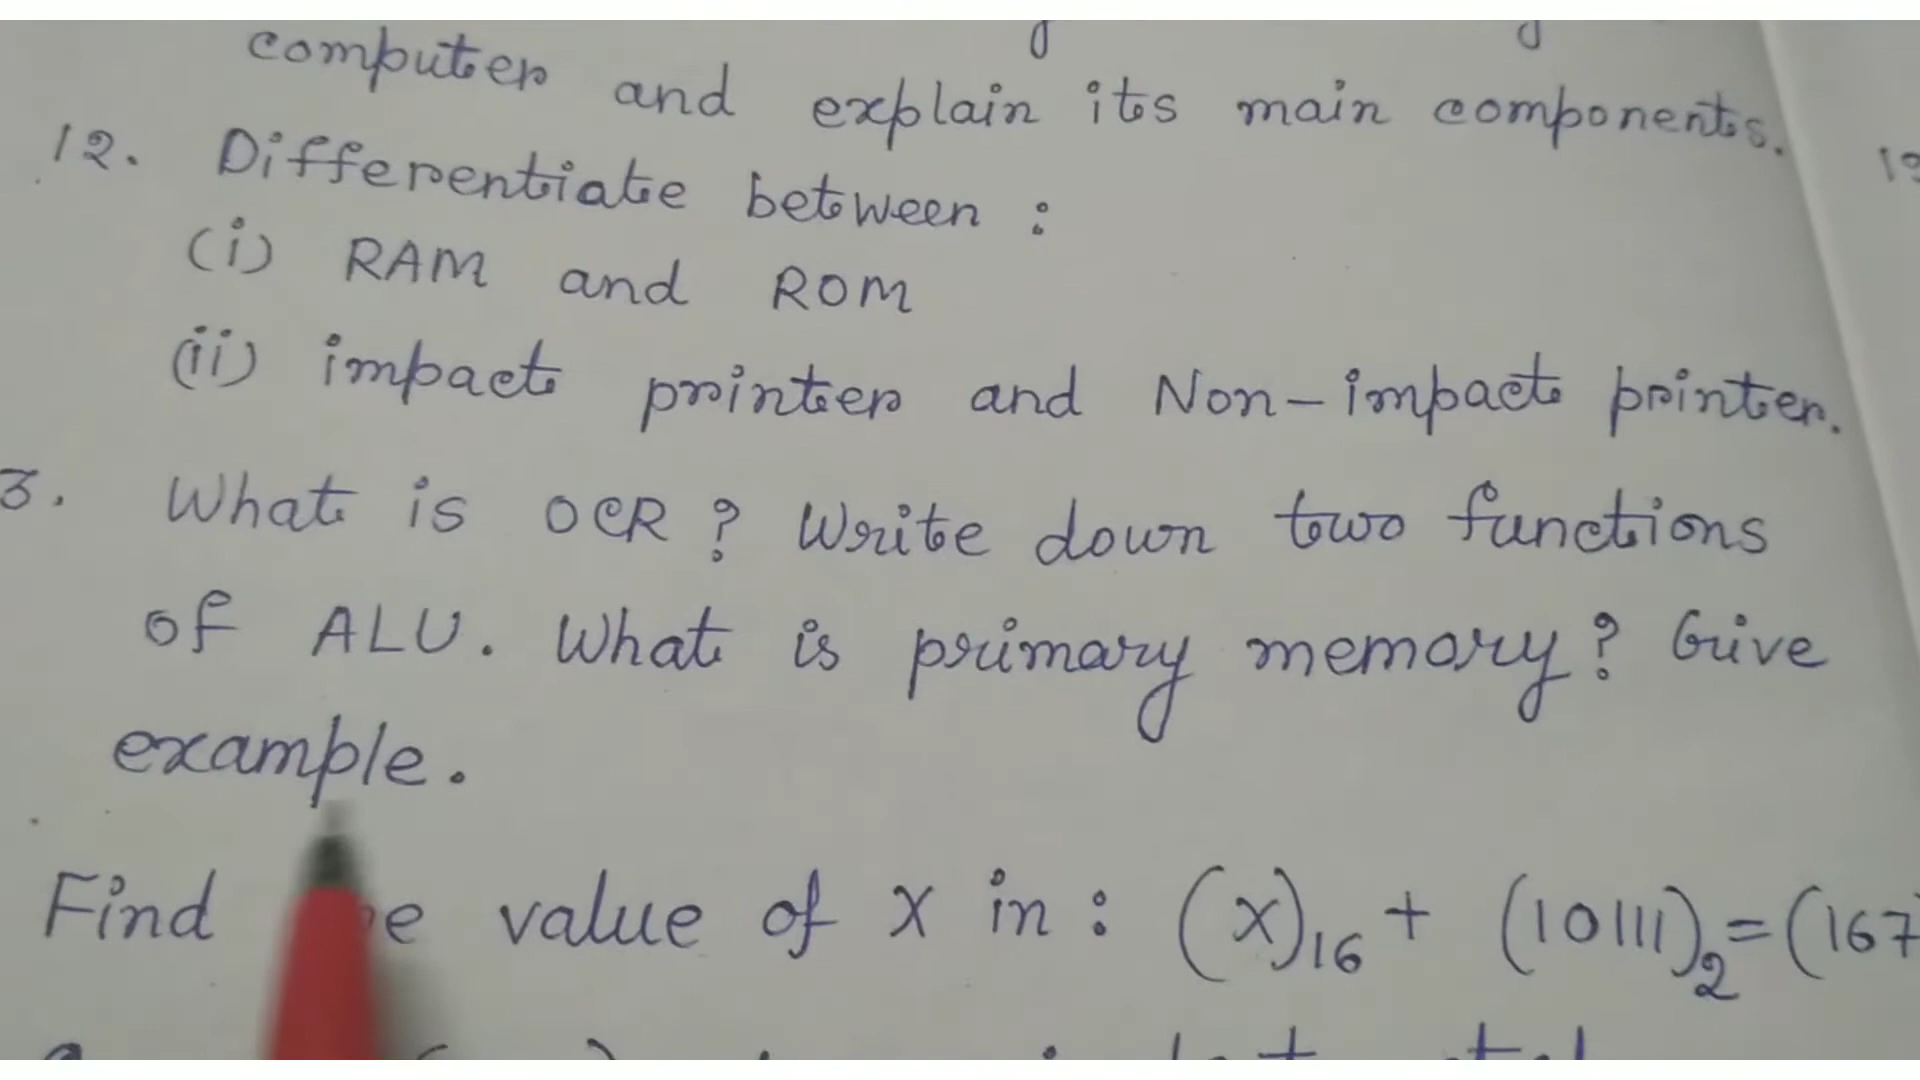 computer and explain its main components.
12. Differentiate between :
(i) RAM and ROM
(ii) impact printer and Non-impact printer.
3. What is OCR? Write down two functions
of ALU. What is primary memory? Give
example.
Find value of X in : (X)16 + (10111)2 = (167